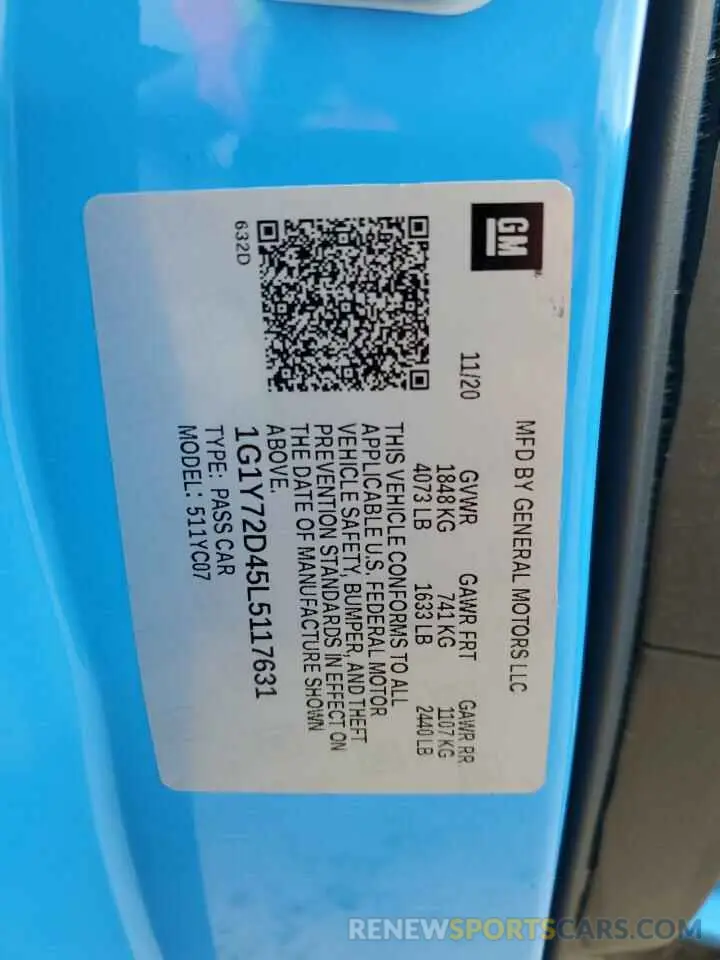 GM
11/20
MFD BY GENERAL MOTORS LLC
GVWR GAWR FRT GAWR RR
1848 KG 741 KG 1107 KG
4073 LB 1633 LB 2440 LB
THIS VEHICLE CONFORMS TO ALL
APPLICABLE U.S. FEDERAL MOTOR
VEHICLE SAFETY, BUMPER, AND THEFT
PREVENTION STANDARDS IN EFFECT ON
THE DATE OF MANUFACTURE SHOWN
ABOVE.
1G1Y72D45L5117631
TYPE: PASS CAR
MODEL: 511YC07
632D
RENEWSPORTSCARS.COM